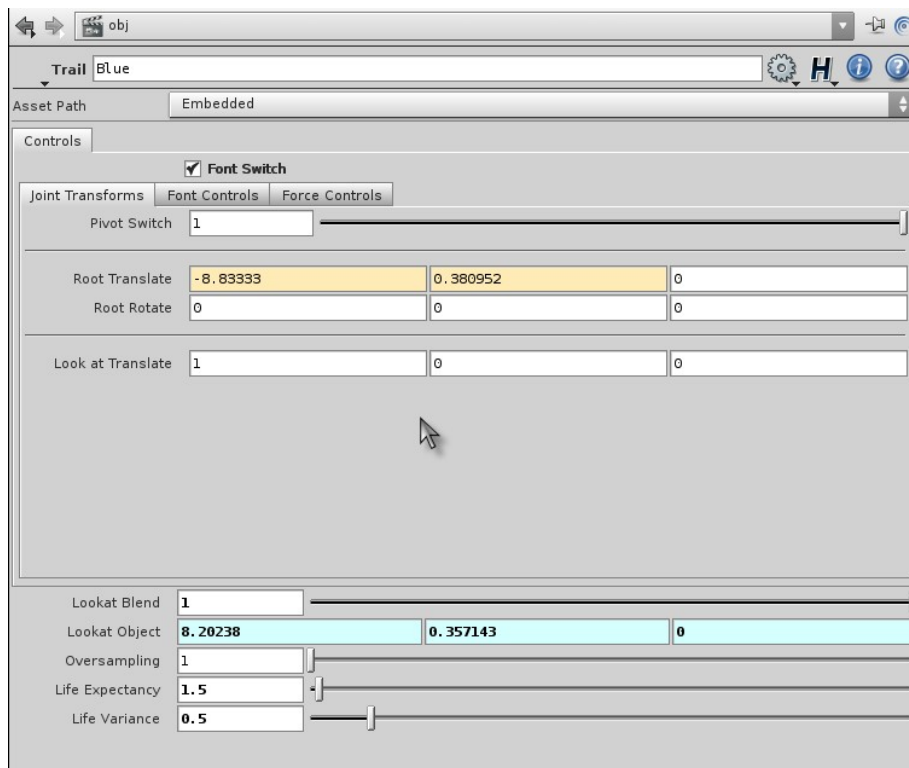 obj
Trail Blue H i ?
Asset Path Embedded
Controls
Font Switch
Joint Transforms Font Controls Force Controls
Pivot Switch 1
Root Translate -8.83333 0.380952 0
Root Rotate 0 0 0
Look at Translate 1 0 0
Lookat Blend 1
Lookat Object 8.20238 0.357143 0
Oversampling 1
Life Expectancy 1.5
Life Variance 0.5